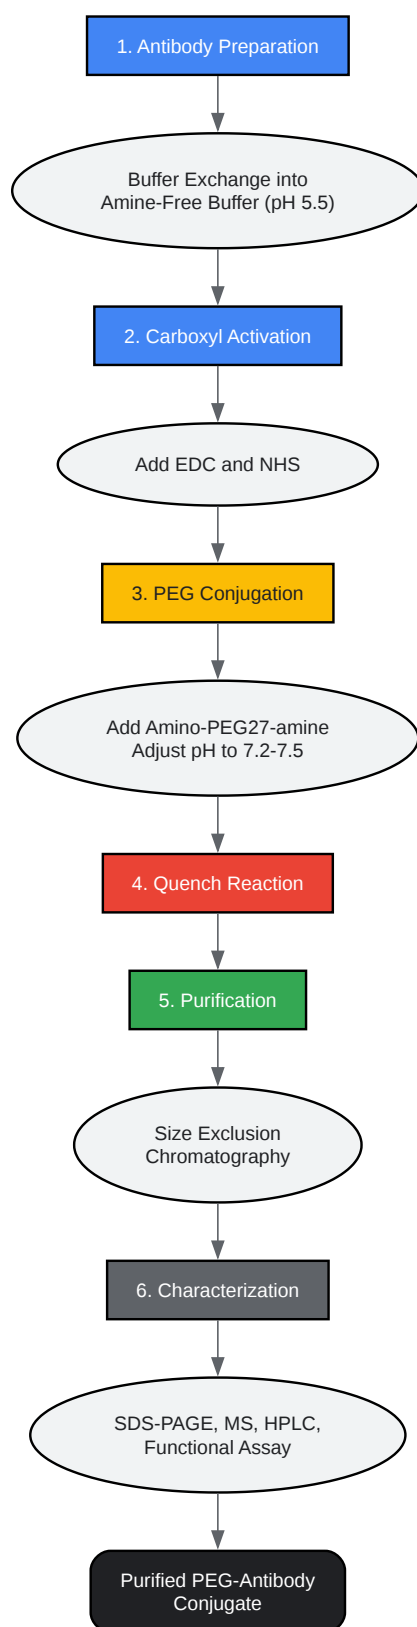 1. Antibody Preparation
Buffer Exchange into
Amine-Free Buffer (pH 5.5)
2. Carboxyl Activation
Add EDC and NHS
3. PEG Conjugation
Add Amino-PEG27-amine
Adjust pH to 7.2-7.5
4. Quench Reaction
5. Purification
Size Exclusion
Chromatography
6. Characterization
SDS-PAGE, MS, HPLC,
Functional Assay
Purified PEG-Antibody
Conjugate